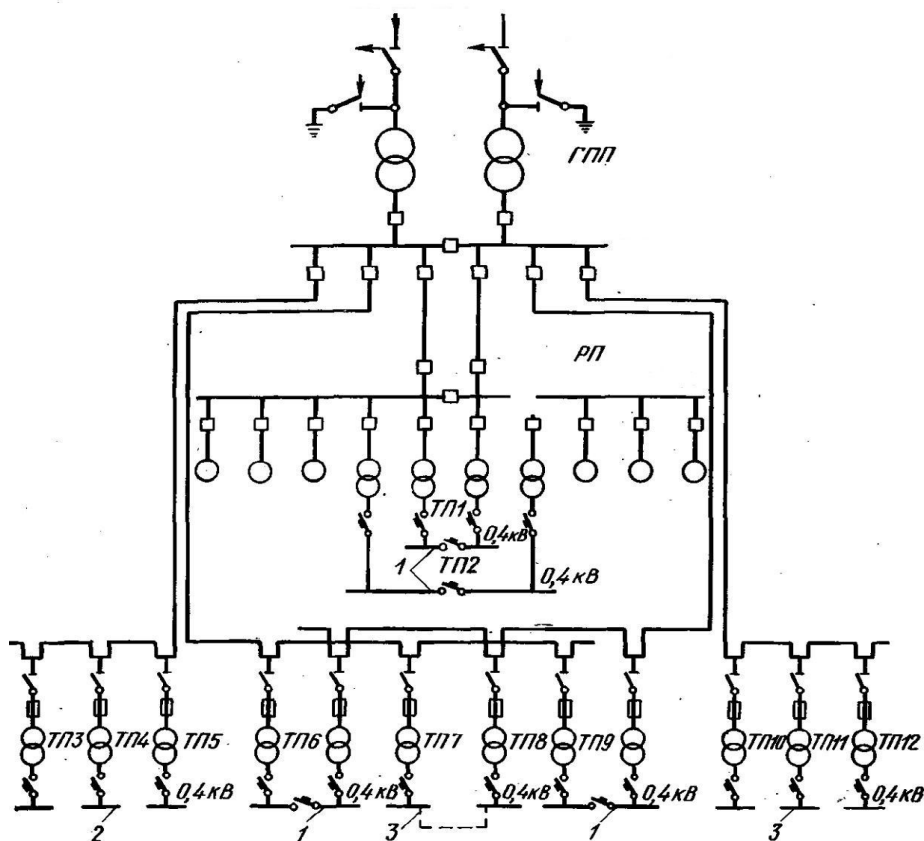 ГПП
РП
ТП1
0,4кВ
1
ТП2
0,4кВ
ТП3
ТП4
ТП5
ТП6
ТП7
ТП8
ТП9
ТП10
ТП11
ТП12
0,4кВ
0,4кВ
0,4кВ
0,4кВ
0,4кВ
2
1
3
1
3